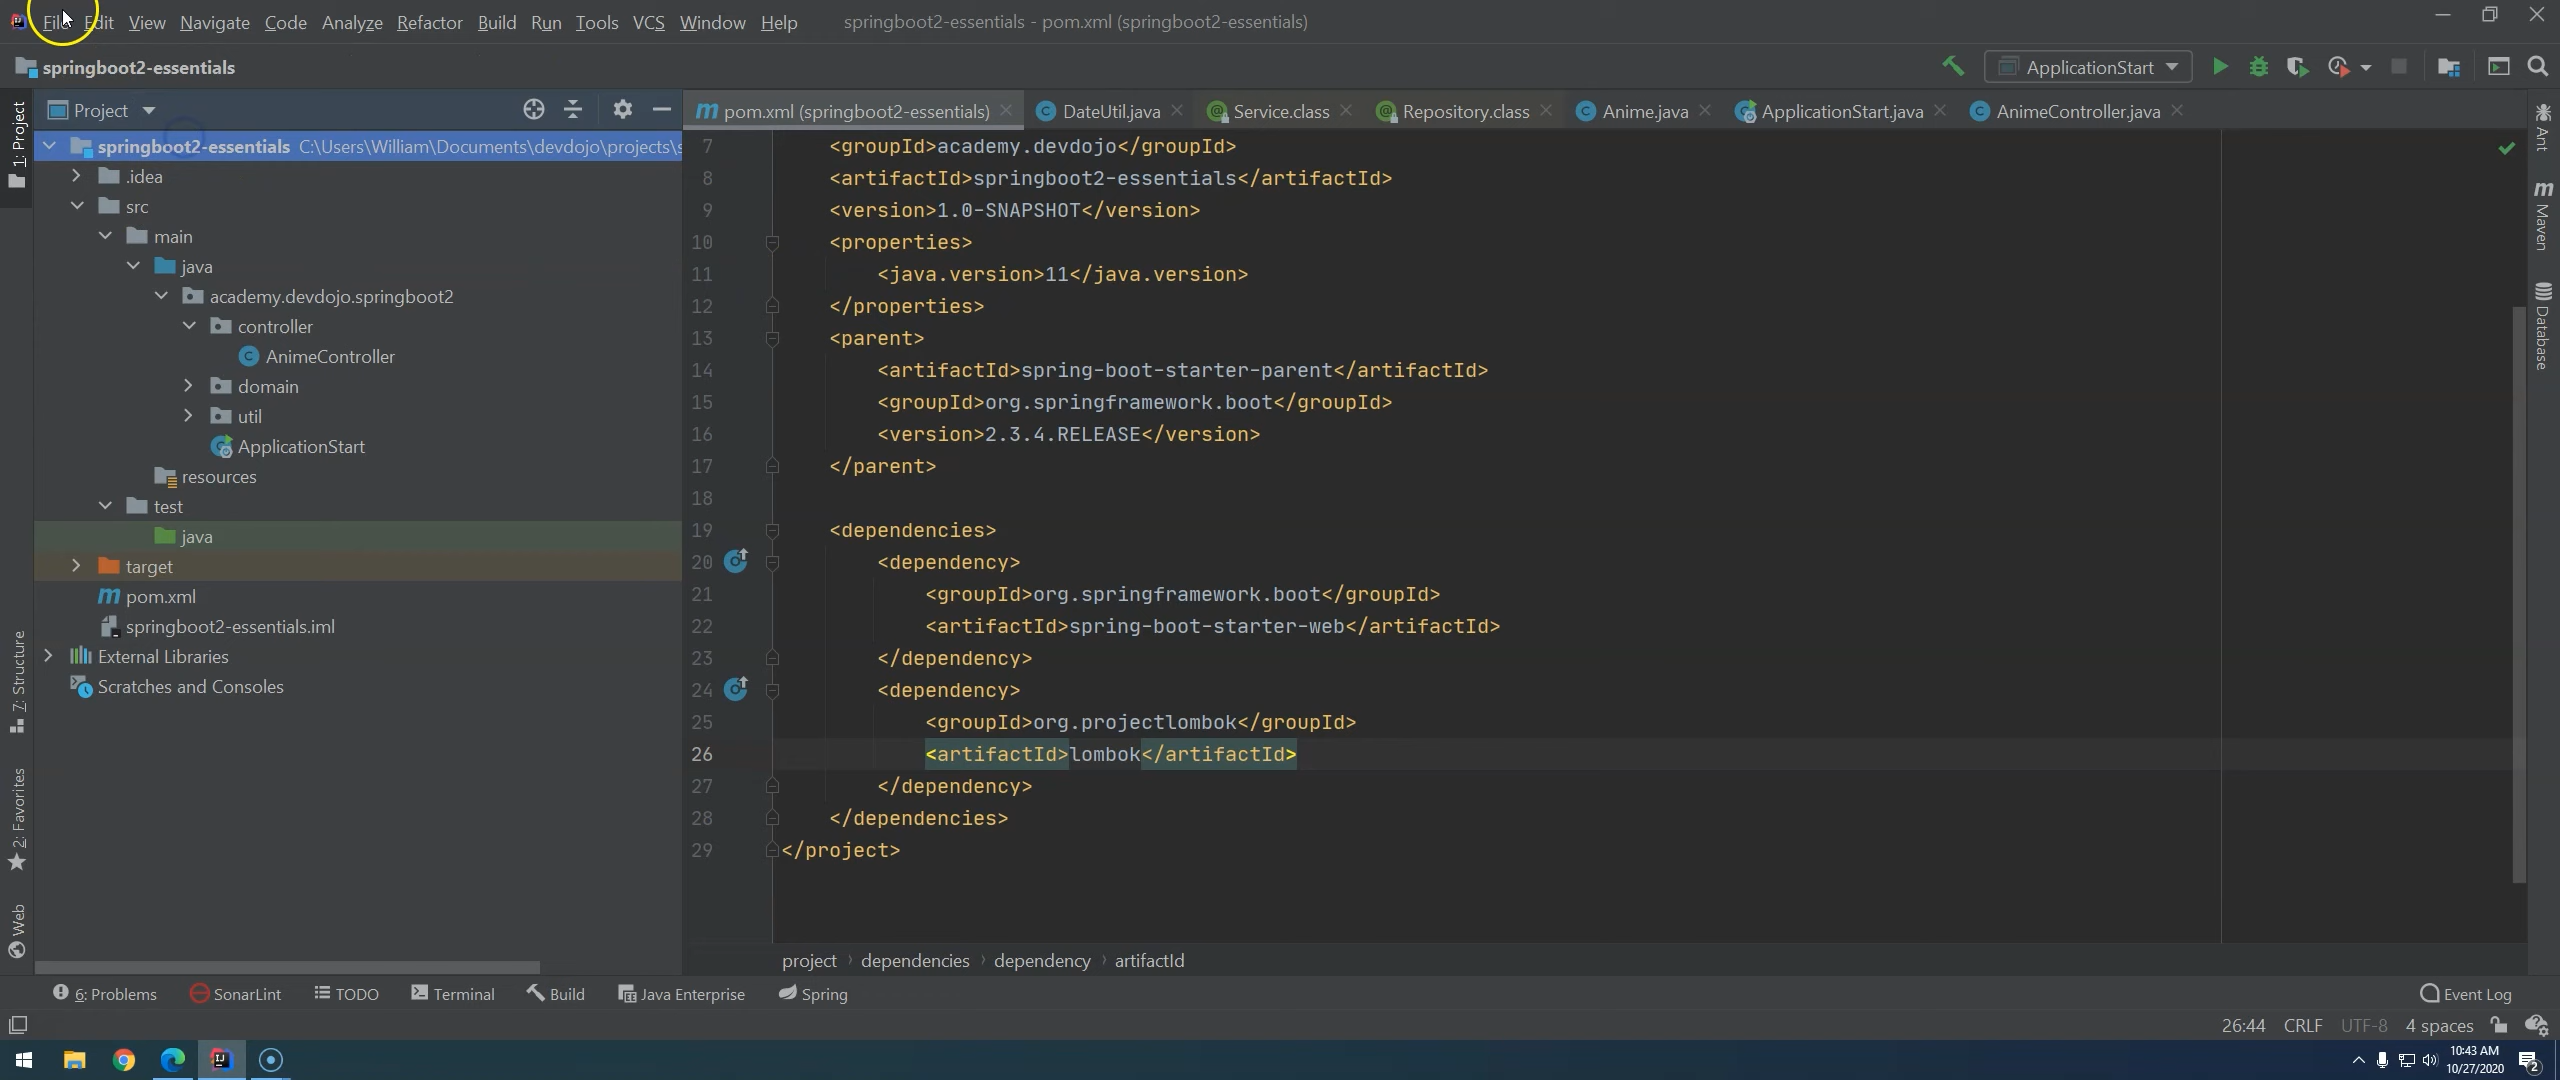 File Edit View Navigate Code Analyze Refactor Build Run Tools VCS Window Help springboot2-essentials - pom.xml (springboot2-essentials)
springboot2-essentials ApplicationStart
Project
pom.xml (springboot2-essentials) DateUtil.java Service.class Repository.class Anime.java ApplicationStart.java AnimeController.java
1: Project
7: Structure
2: Favorites
Web
springboot2-essentials C:\Users\William\Documents\devdojo\projects\s
.idea
src
main
java
academy.devdojo.springboot2
controller
AnimeController
domain
util
ApplicationStart
resources
test
java
target
pom.xml
springboot2-essentials.iml
External Libraries
Scratches and Consoles
7 <groupId>academy.devdojo</groupId>
8 <artifactId>springboot2-essentials</artifactId>
9 <version>1.0-SNAPSHOT</version>
10 <properties>
11 <java.version>11</java.version>
12 </properties>
13 <parent>
14 <artifactId>spring-boot-starter-parent</artifactId>
15 <groupId>org.springframework.boot</groupId>
16 <version>2.3.4.RELEASE</version>
17 </parent>
18
19 <dependencies>
20 <dependency>
21 <groupId>org.springframework.boot</groupId>
22 <artifactId>spring-boot-starter-web</artifactId>
23 </dependency>
24 <dependency>
25 <groupId>org.projectlombok</groupId>
26 <artifactId>lombok</artifactId>
27 </dependency>
28 </dependencies>
29 </project>
Ant
Maven
Database
project dependencies dependency artifactId
6: Problems SonarLint TODO Terminal Build Java Enterprise Spring Event Log
26:44 CRLF UTF-8 4 spaces
10:43 AM
10/27/2020
2